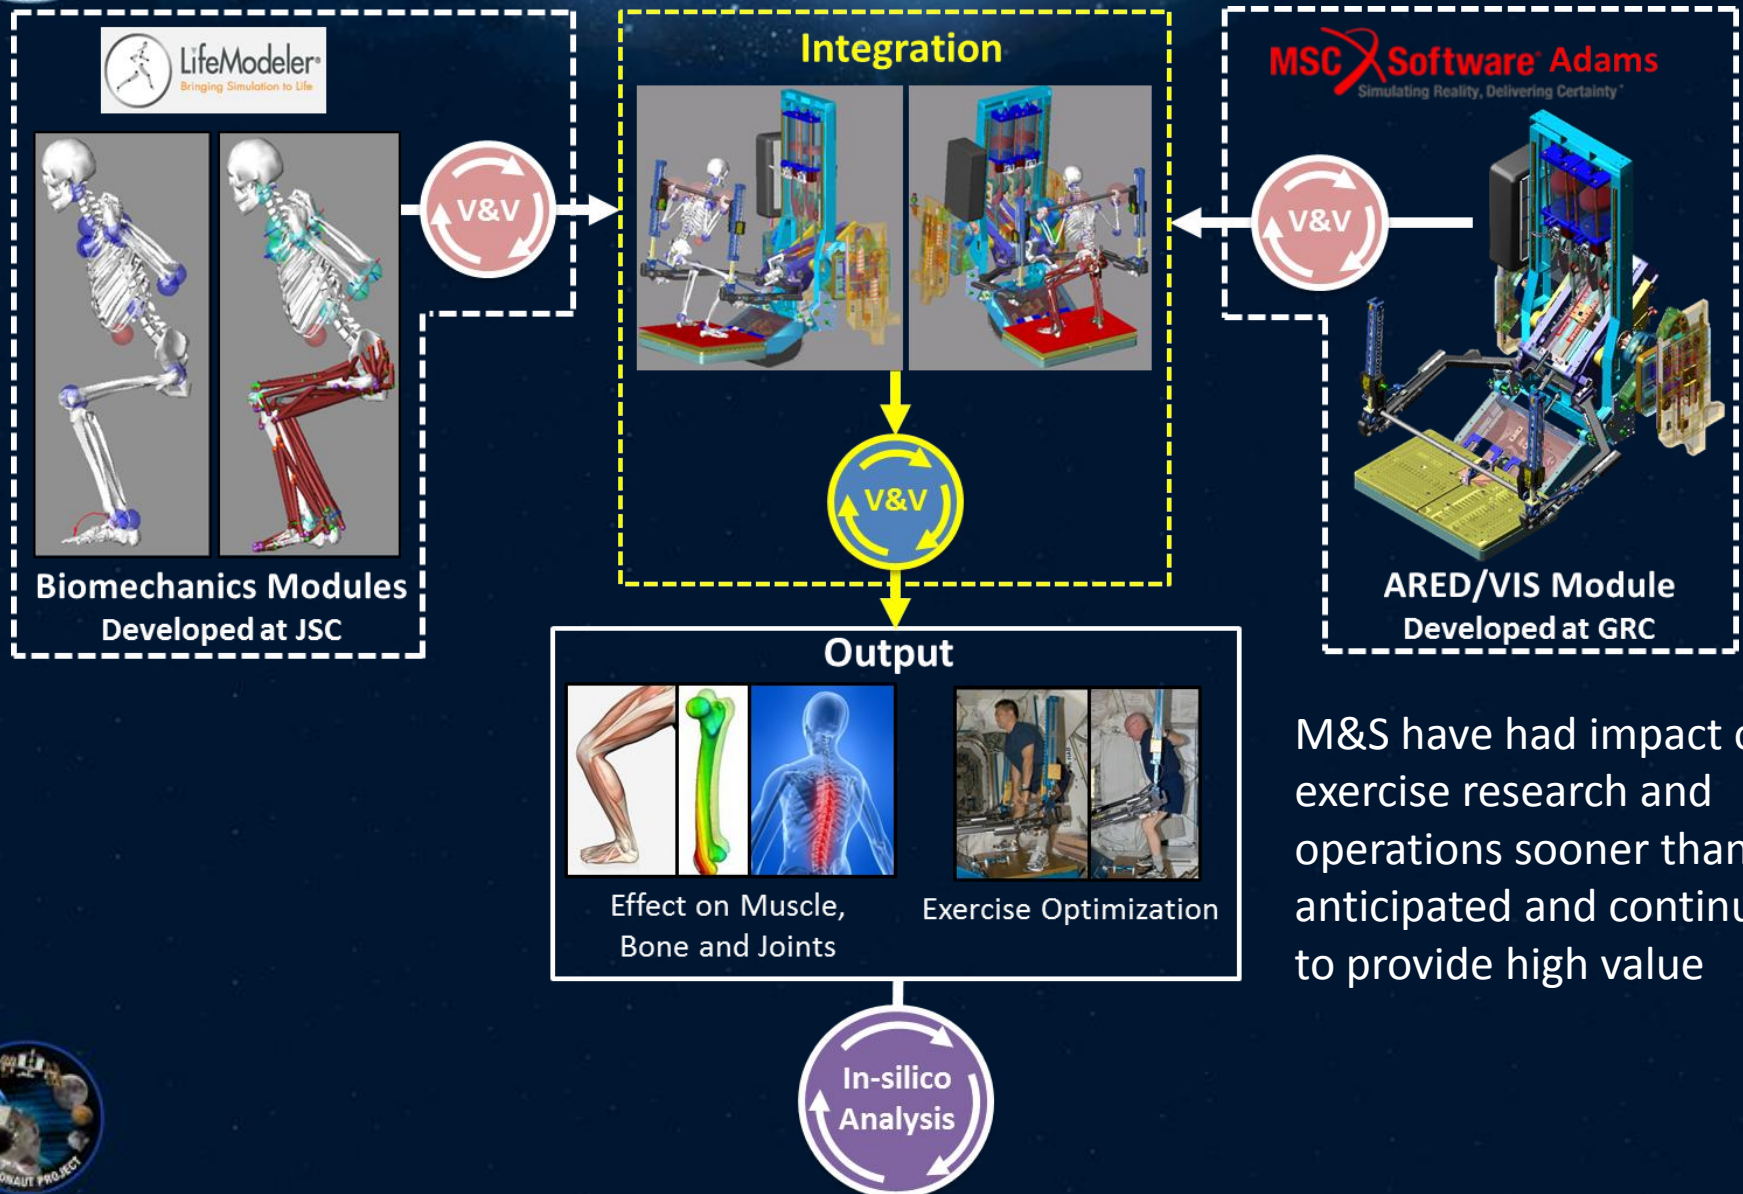 LifeModeler®
Bringing Simulation to Life
V&V
Biomechanics Modules
Developed at JSC
Integration
V&V
MSC Software® Adams
Simulating Reality, Delivering Certainty™
V&V
ARED/VIS Module
Developed at GRC
Output
Effect on Muscle,
Bone and Joints
Exercise Optimization
In-silico
Analysis
M&S have had impact
exercise research and
operations sooner than
anticipated and
to provide high value
PROJECT